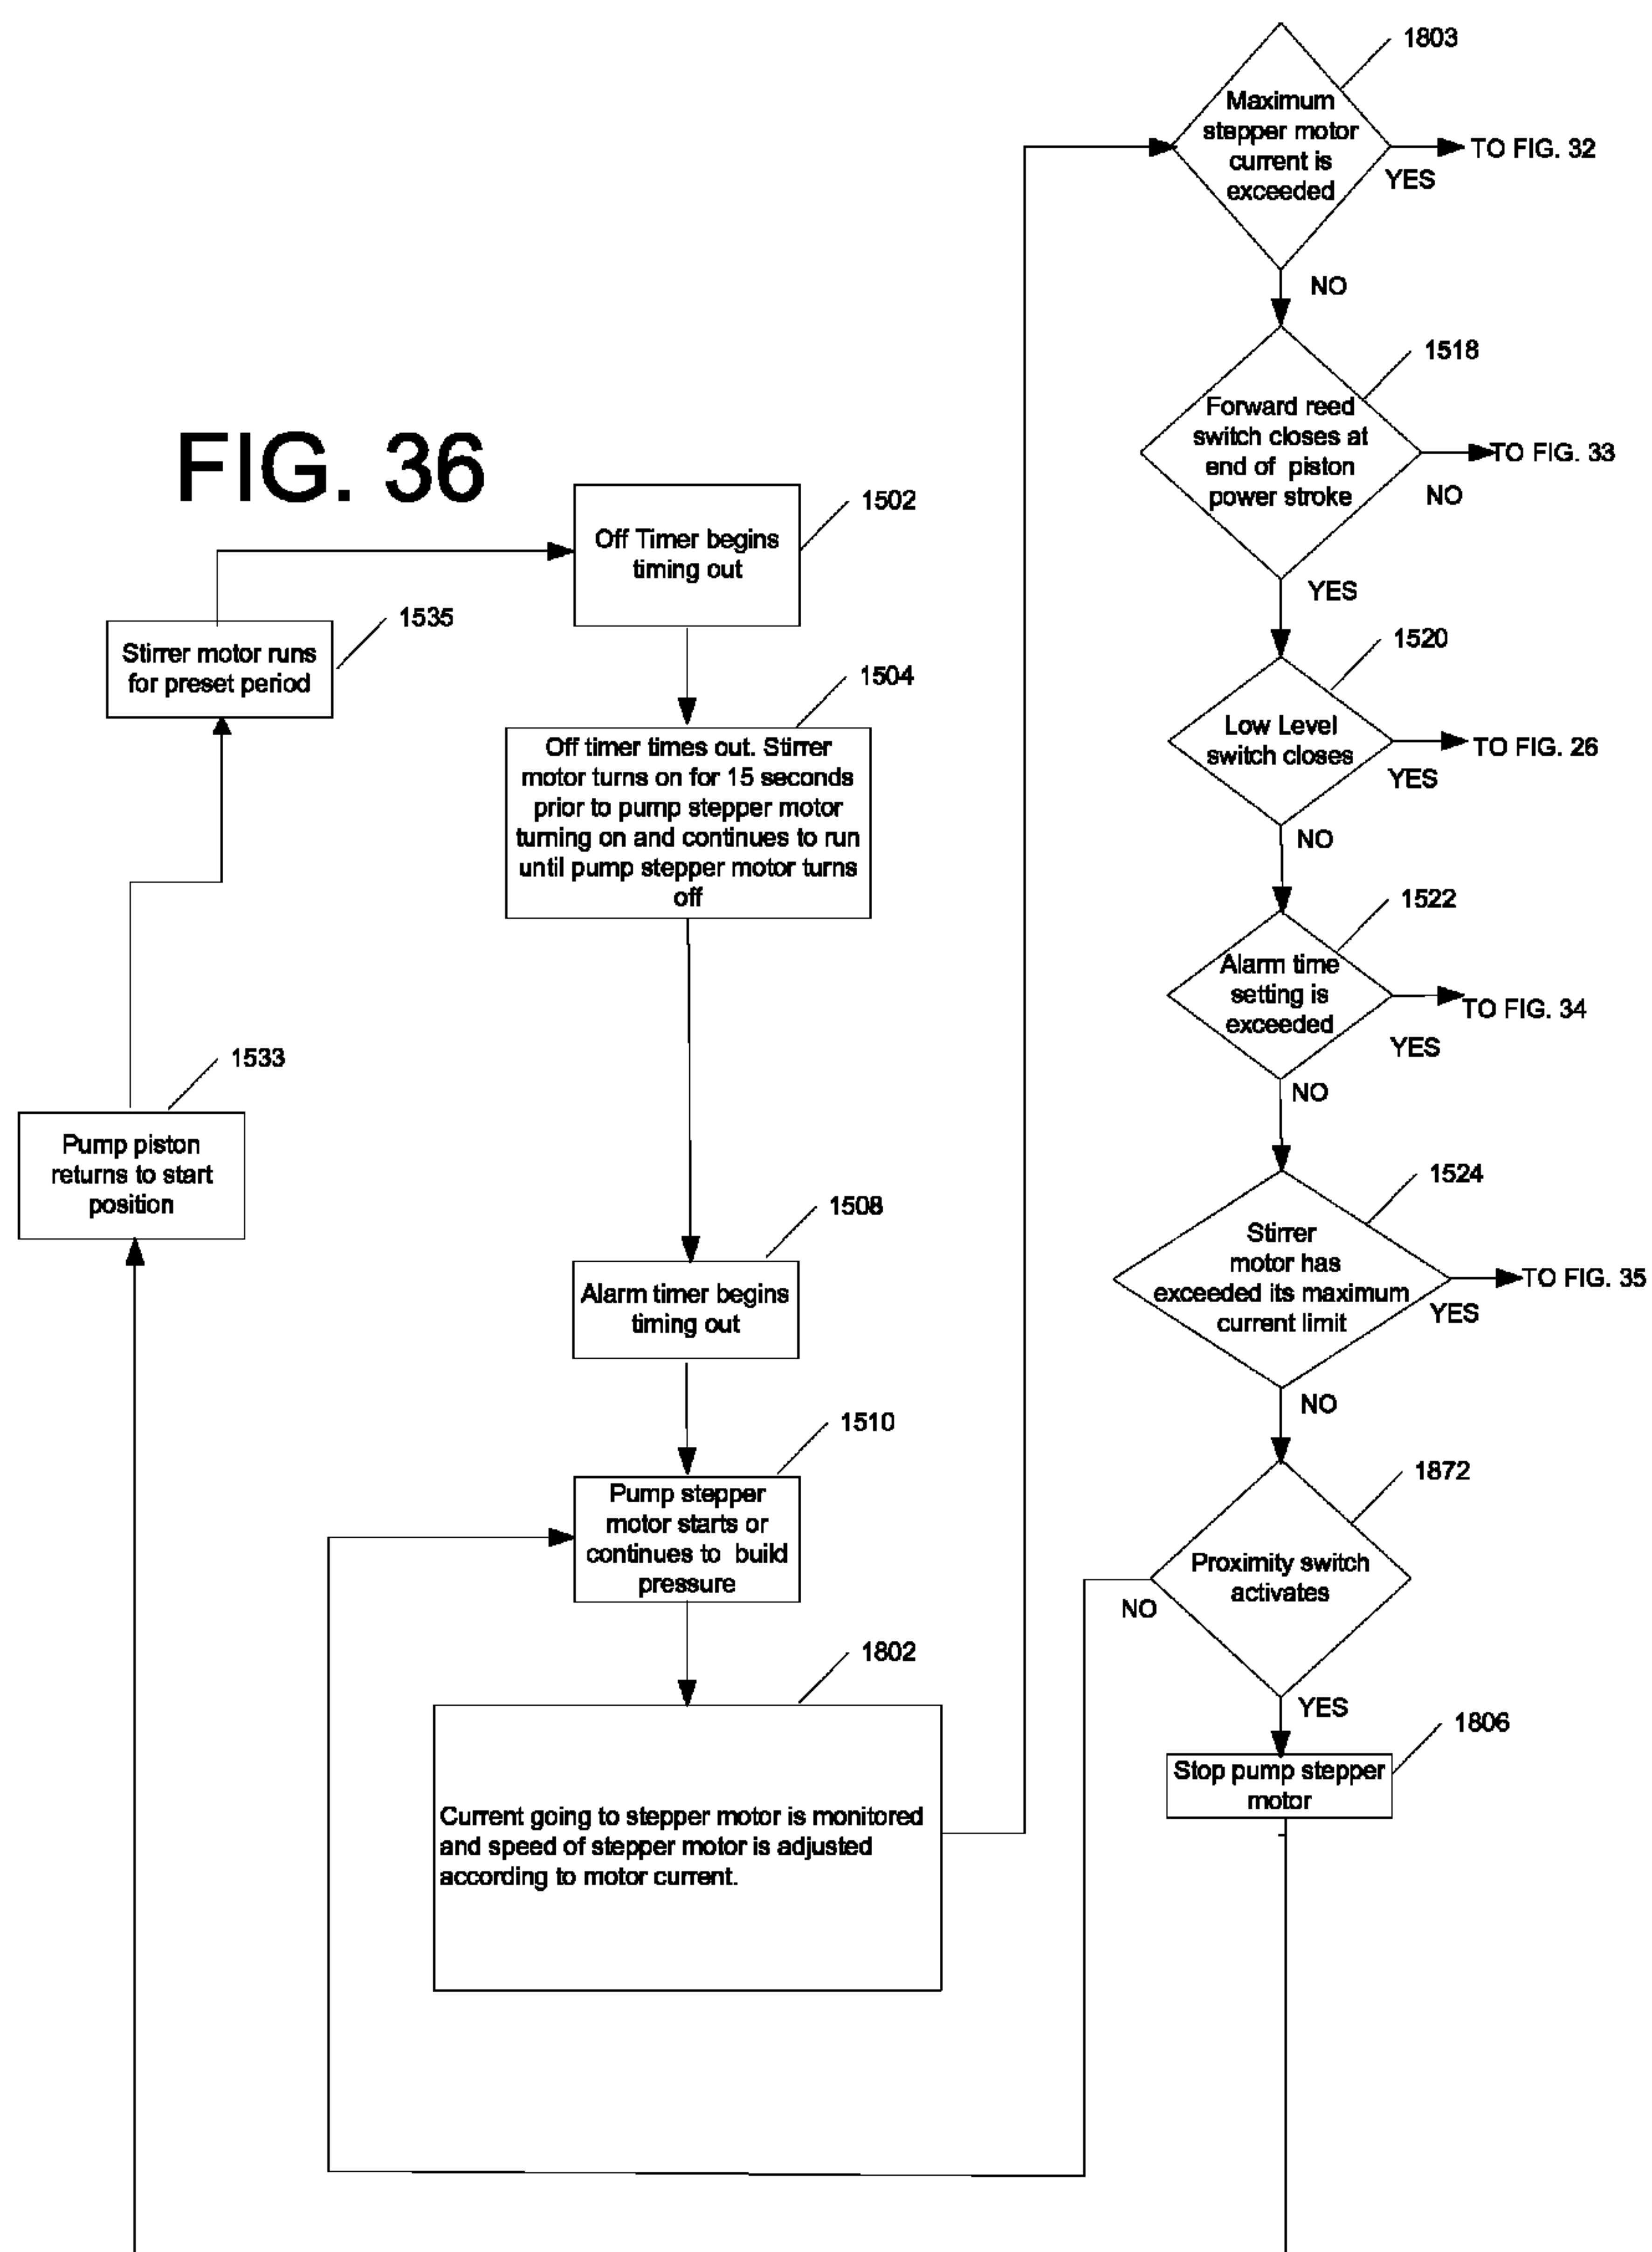 FIG. 36
1502
Off Timer begins
timing out
1535
Stirrer motor runs
for preset period
1504
Off timer times out. Stirrer
motor turns on for 15 seconds
prior to pump stepper motor
turning on and continues to run
until pump stepper motor turns
off
1533
Pump piston
returns to start
position
1508
Alarm timer begins
timing out
1510
Pump stepper
motor starts or
continues to build
pressure
1802
Current going to stepper motor is monitored
and speed of stepper motor is adjusted
according to motor current.
1803
Maximum
stepper motor
current is
exceeded
TO FIG. 32
YES
NO
1518
Forward reed
switch closes at
end of piston
power stroke
TO FIG. 33
NO
YES
1520
Low Level
switch closes
TO FIG. 26
YES
NO
1522
Alarm time
setting is
exceeded
TO FIG. 34
YES
NO
1524
Stirrer
motor has
exceeded its maximum
current limit
TO FIG. 35
YES
NO
1872
Proximity switch
activates
NO
YES
1806
Stop pump stepper
motor